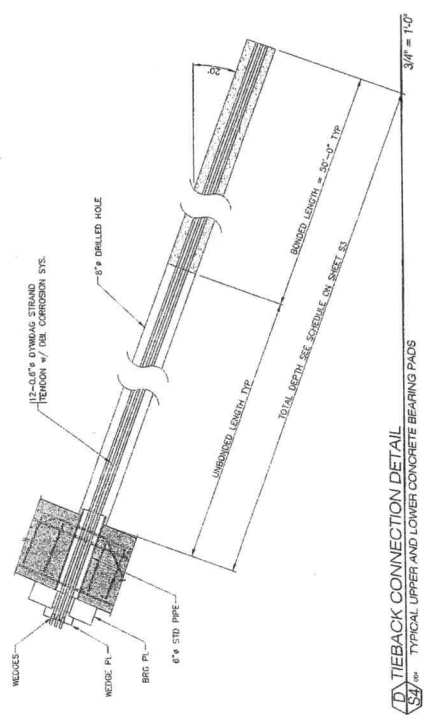 12-0.6"ø DYWIDAG STRAND
TENDON w/ DBL CORROSION SYS.
8"ø DRILLED HOLE
20°
WEDGES
WEDGE PL
BRG PL
6"ø STD PIPE
UNBONDED LENGTH TYP
BONDED LENGTH = 30'-0" TYP
TOTAL DEPTH SEE SCHEDULE ON SHEET S3
D TIEBACK CONNECTION DETAIL
S4 TYPICAL UPPER AND LOWER CONCRETE BEARING PADS
3/4" = 1'-0"